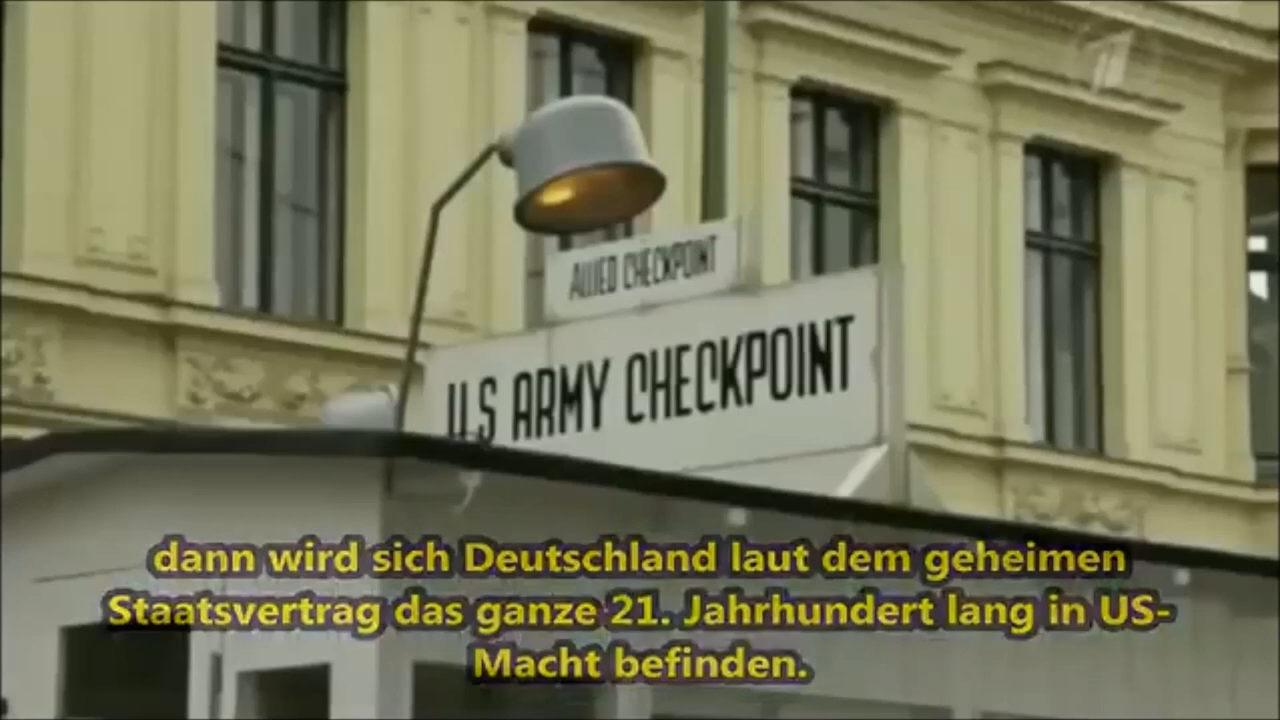 ALLIED CHECKPOINT
U.S ARMY CHECKPOINT
dann wird sich Deutschland laut dem geheimen
Staatsvertrag das ganze 21. Jahrhundert lang in US-
Macht befinden.